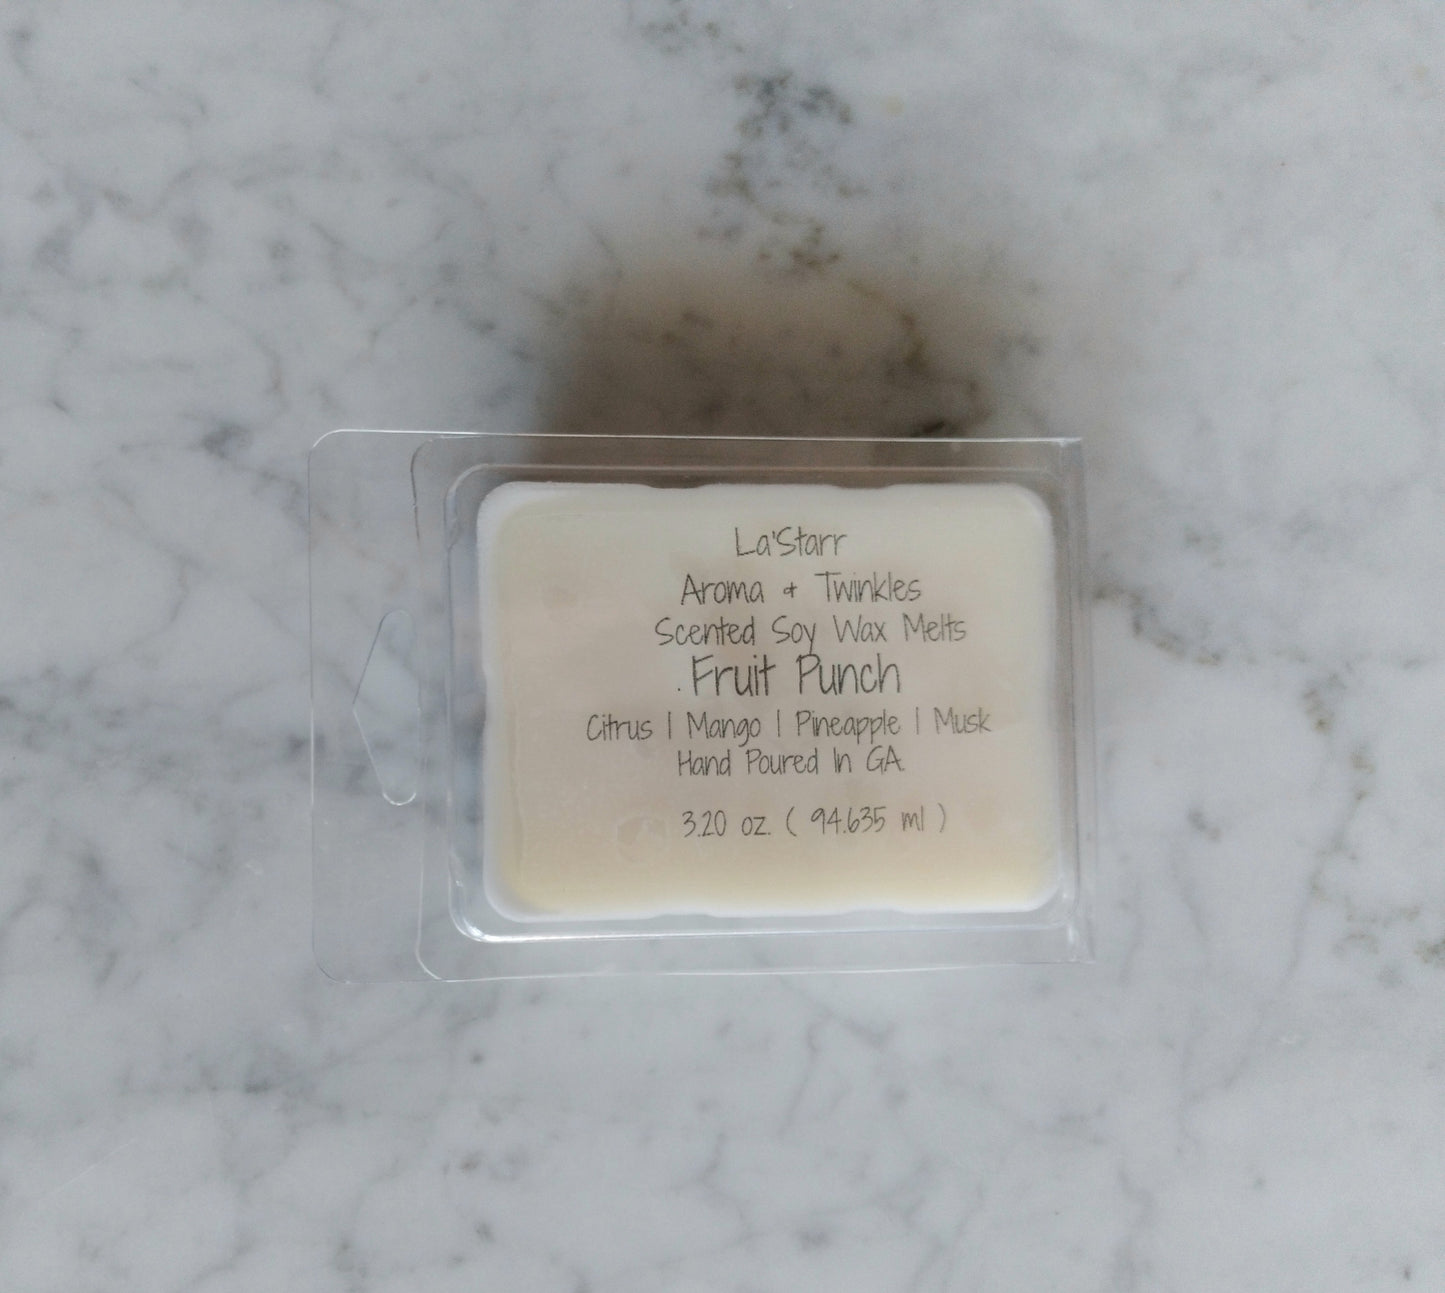 La'Starr
Aroma + Twinkles
Scented Soy Wax Melts
.Fruit Punch
Citrus | Mango | Pineapple | Musk
Hand Poured In GA.
3.20 oz. ( 94.635 ml )